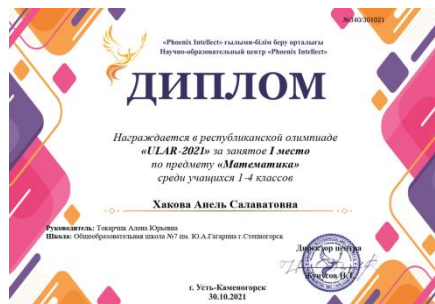 №340/301021
«Phoenix Intellect» ғылыми-білім беру орталығы
Научно-образовательный центр «Phoenix Intellect»
ДИПЛОМ
Награждается в республиканской олимпиаде
«ULAR-2021» за занятое I место
по предмету «Математика»
среди учащихся 1-4 классов
Хакова Анель Салаватовна
Руководитель: Токарчик Алена Юрьевна
Школа: Общеобразовательная школа №7 им. Ю.А.Гагарина г.Степногорск
Директор центра
г. Усть-Каменогорск
30.10.2021